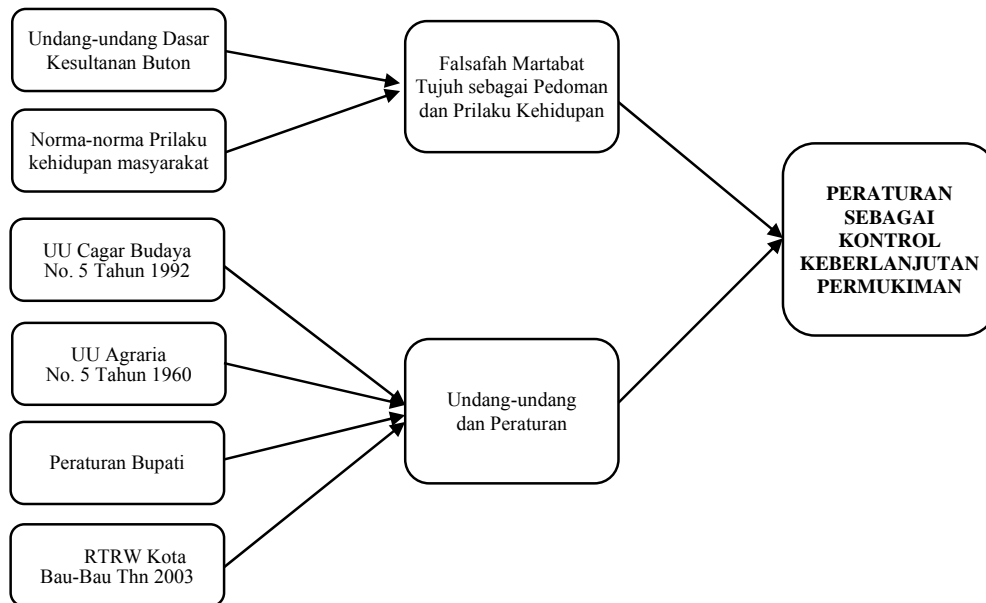 Undang-undang Dasar
Kesultanan Buton
Norma-norma Prilaku
kehidupan masyarakat
UU Cagar Budaya
No. 5 Tahun 1992
UU Agraria
No. 5 Tahun 1960
Peraturan Bupati
RTRW Kota
Bau-Bau Thn 2003
Falsafah Martabat
Tujuh sebagai Pedoman
dan Prilaku Kehidupan
Undang-undang
dan Peraturan
PERATURAN
SEBAGAI
KONTROL
KEBERLANJUTAN
PERMUKIMAN